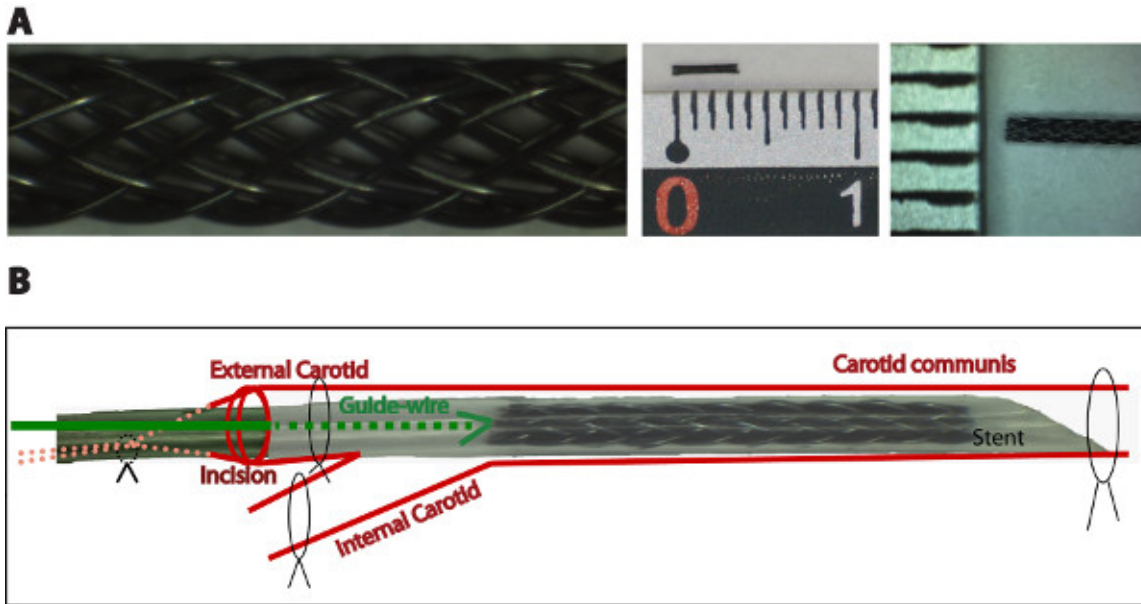 A
0 1
B
External Carotid
Carotid communis
Guide-wire
Stent
Incision
Internal Carotid